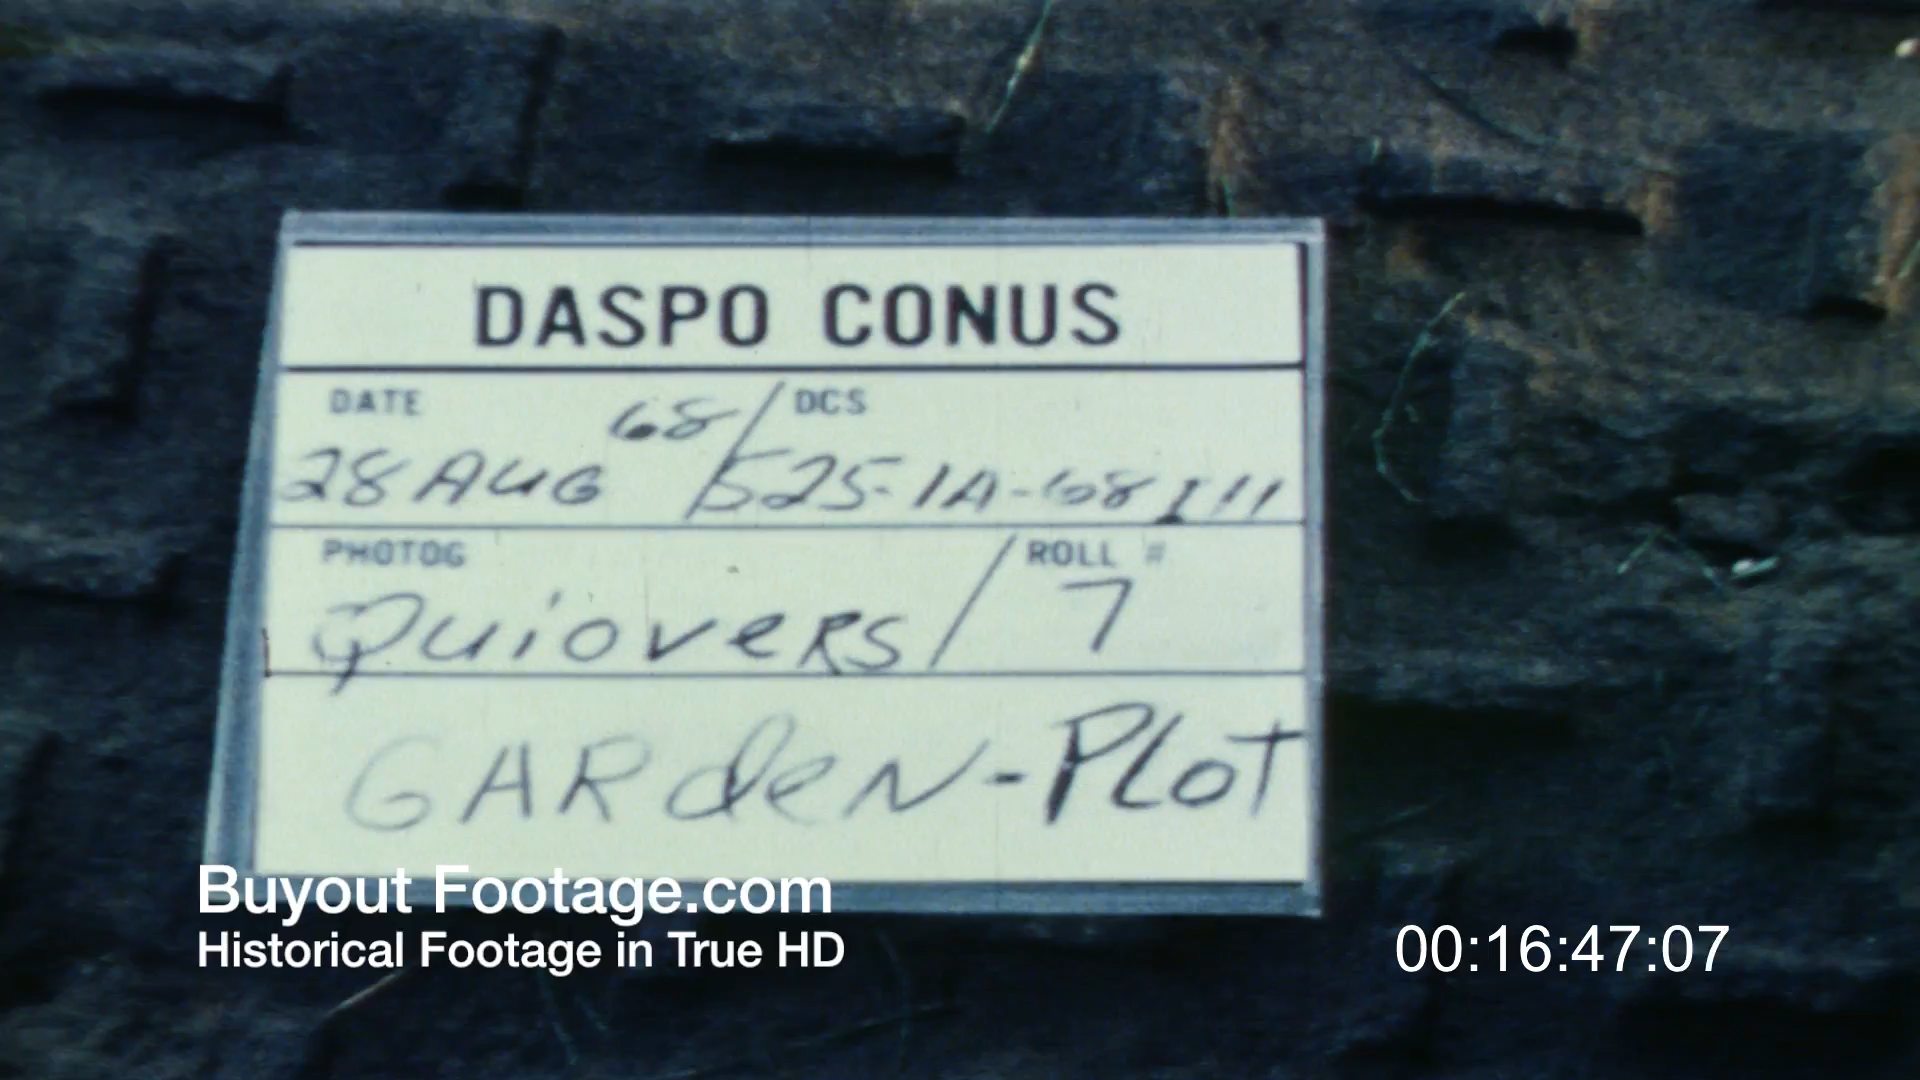 DASPO CONUS
DATE 68 / DCS
28 AUG 525-1A-68 III
PHOTOG / ROLL #
Quiovers 7
GARdeN-PLOT
Buyout Footage.com
Historical Footage in True HD
00:16:47:07